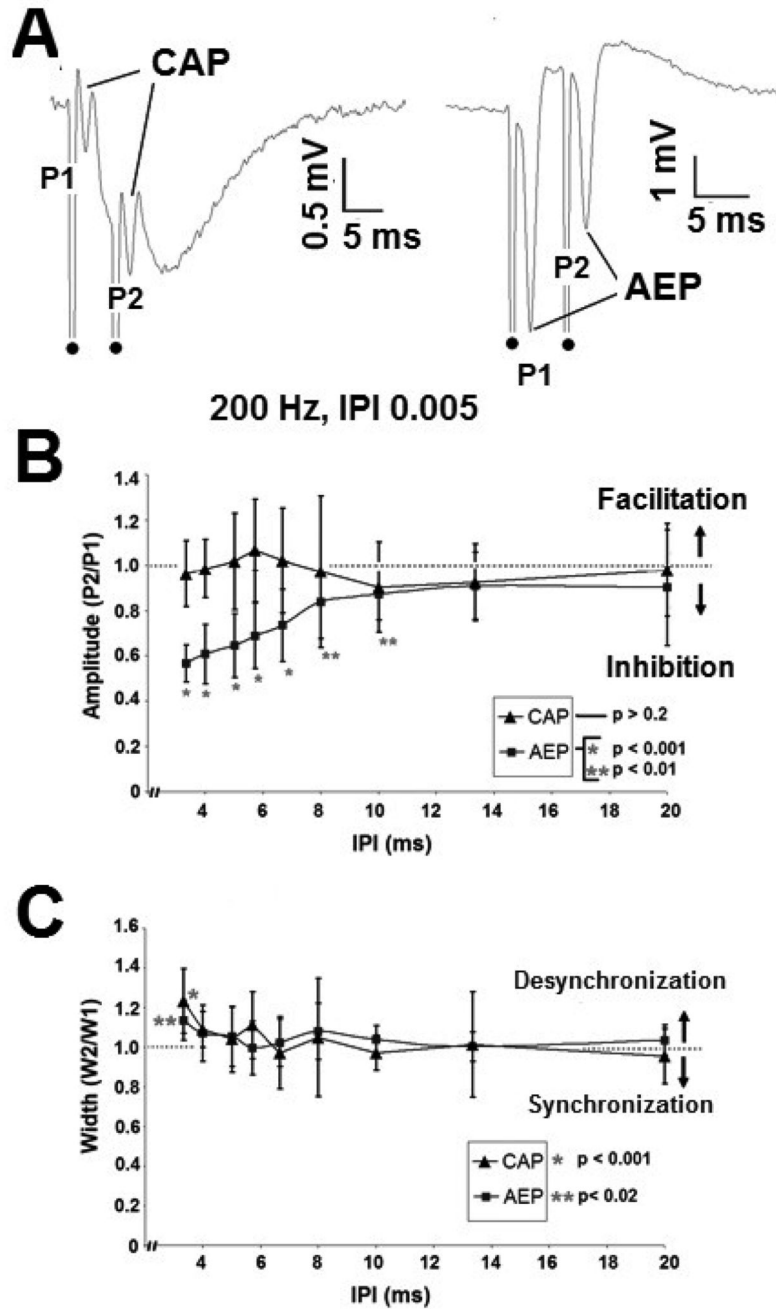 A
CAP
P1
P2
0.5 mV
5 ms
1 mV
5 ms
P2
AEP
P1
200 Hz, IPI 0.005
B
Amplitude (P2/P1)
1.4
1.2
1.0
0.8
0.6
0.4
0.2
0
Facilitation
Inhibition
* * * * * ** **
CAP p > 0.2
AEP * p < 0.001
** p < 0.01
4 6 8 10 12 14 16 18 20
IPI (ms)
C
Width (W2/W1)
1.6
1.4
1.2
1.0
0.8
0.6
0.4
0.2
0
*
**
Desynchronization
Synchronization
CAP * p < 0.001
AEP ** p< 0.02
4 6 8 10 12 14 16 18 20
IPI (ms)